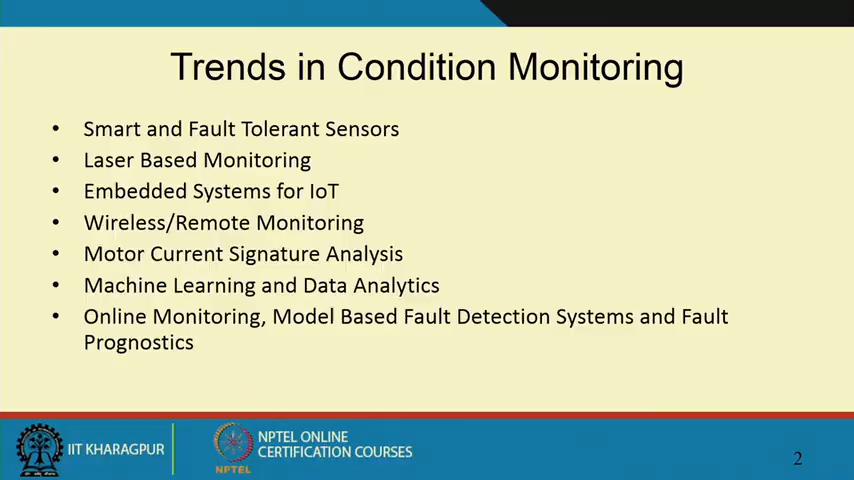 Trends in Condition Monitoring
• Smart and Fault Tolerant Sensors
• Laser Based Monitoring
• Embedded Systems for IoT
• Wireless/Remote Monitoring
• Motor Current Signature Analysis
• Machine Learning and Data Analytics
• Online Monitoring, Model Based Fault Detection Systems and Fault
Prognostics
IIT KHARAGPUR
NPTEL
NPTEL ONLINE
CERTIFICATION COURSES
2